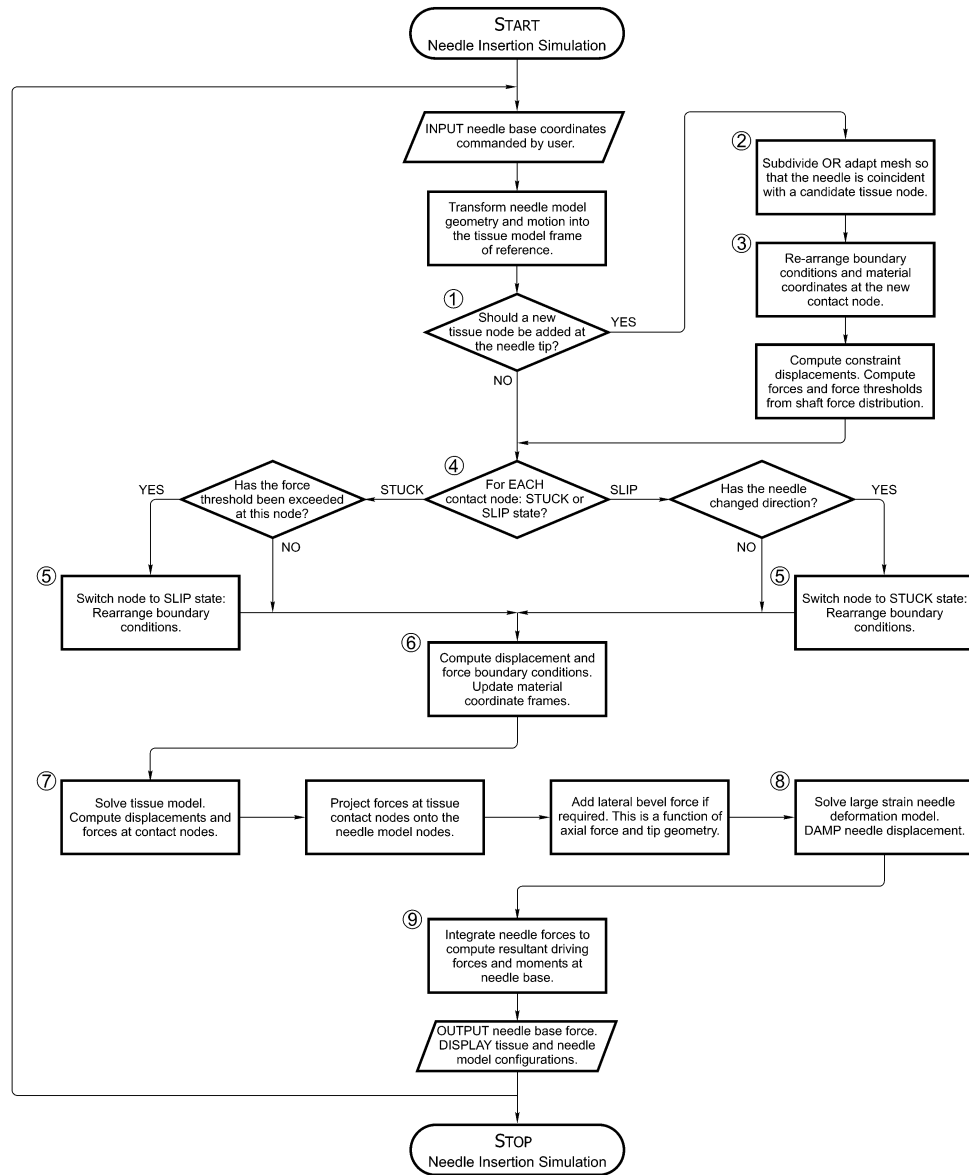 START
Needle Insertion Simulation
INPUT needle base coordinates
commanded by user.
Transform needle model
geometry and motion into
the tissue model frame
of reference.
①
Should a new
tissue node be added at
the needle tip?
YES
NO
②
Subdivide OR adapt mesh so
that the needle is coincident
with a candidate tissue node.
③
Re-arrange boundary
conditions and material
coordinates at the new
contact node.
Compute constraint
displacements. Compute
forces and force thresholds
from shaft force distribution.
④
For EACH
contact node: STUCK or
SLIP state?
STUCK
SLIP
Has the force
threshold been exceeded
at this node?
YES
NO
Has the needle
changed direction?
YES
NO
⑤
Switch node to SLIP state:
Rearrange boundary
conditions.
⑤
Switch node to STUCK state:
Rearrange boundary
conditions.
⑥
Compute displacement and
force boundary conditions.
Update material
coordinate frames.
⑦
Solve tissue model.
Compute displacements and
forces at contact nodes.
Project forces at tissue
contact nodes onto the
needle model nodes.
Add lateral bevel force if
required. This is a function of
axial force and tip geometry.
⑧
Solve large strain needle
deformation model.
DAMP needle displacement.
⑨
Integrate needle forces to
compute resultant driving
forces and moments at
needle base.
OUTPUT needle base force.
DISPLAY tissue and needle
model configurations.
STOP
Needle Insertion Simulation